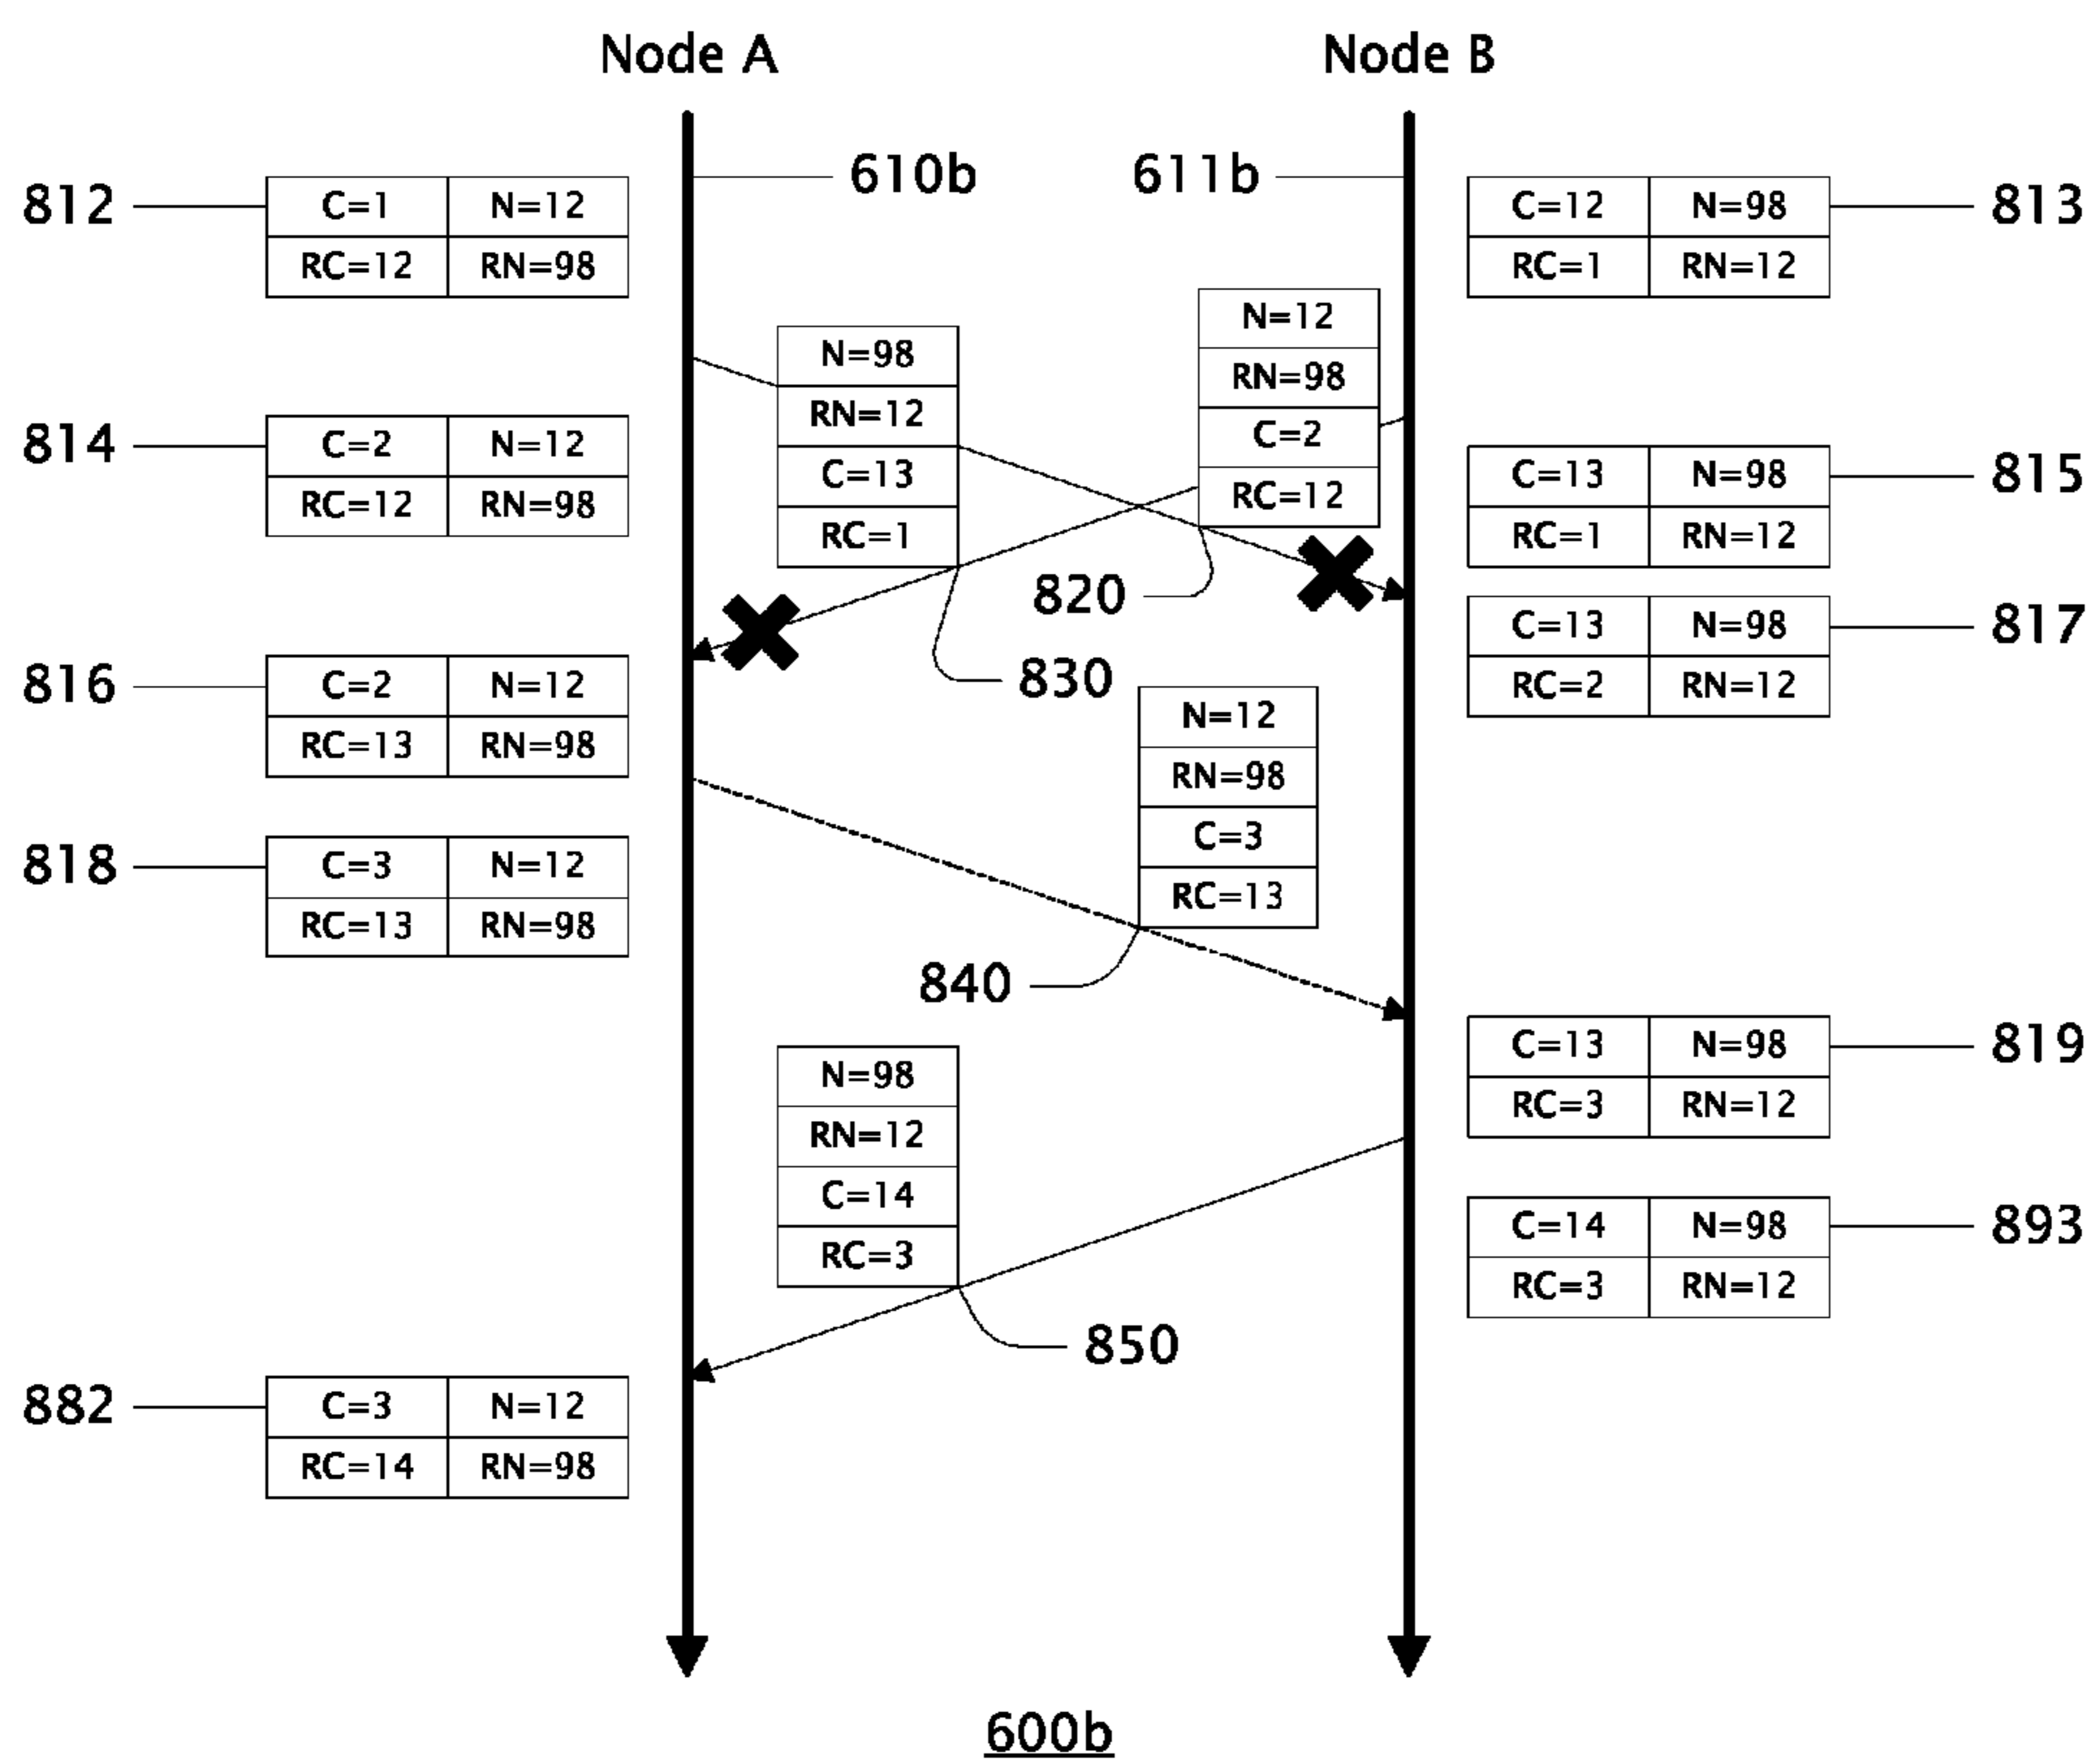 Node A
Node B
610b
611b
812
C=1 N=12
RC=12 RN=98
C=12 N=98
RC=1 RN=12
813
N=98
RN=12
C=13
RC=1
N=12
RN=98
C=2
RC=12
814
C=2 N=12
RC=12 RN=98
C=13 N=98
RC=1 RN=12
815
820
830
C=13 N=98
RC=2 RN=12
817
816
C=2 N=12
RC=13 RN=98
N=12
RN=98
C=3
RC=13
818
C=3 N=12
RC=13 RN=98
840
C=13 N=98
RC=3 RN=12
819
N=98
RN=12
C=14
RC=3
C=14 N=98
RC=3 RN=12
893
850
882
C=3 N=12
RC=14 RN=98
600b